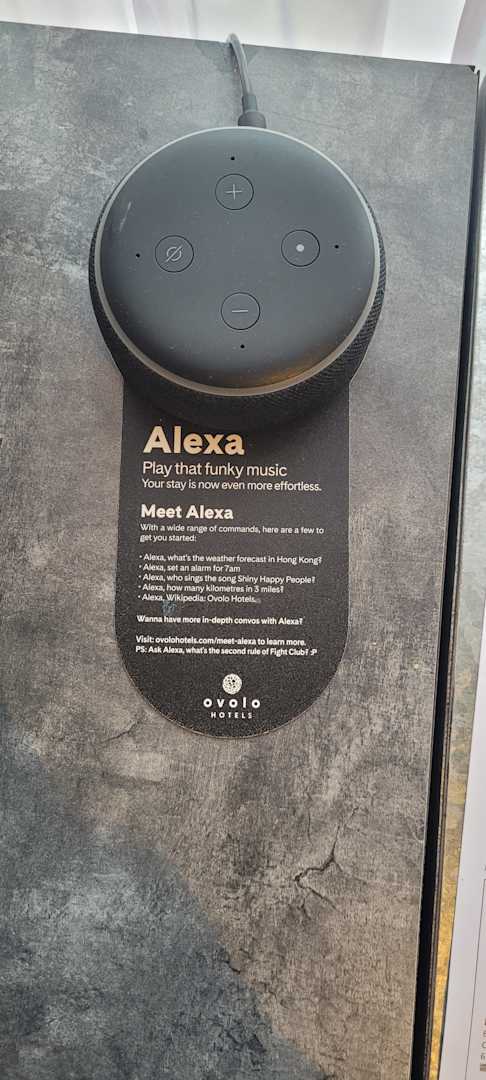 Alexa
Play that funky music
Your stay is now even more effortless.
Meet Alexa
With a wide range of commands, here are a few to
get you started:
• Alexa, what's the weather forecast in Hong Kong?
• Alexa, set an alarm for 7am
• Alexa, who sings the song Shiny Happy People?
• Alexa, how many kilometres in 3 miles?
• Alexa, Wikipedia: Ovolo Hotels.
Wanna have more in-depth convos with Alexa?
Visit: ovolohotels.com/meet-alexa to learn more.
PS: Ask Alexa, what's the second rule of Fight Club? :P
ovolo
HOTELS